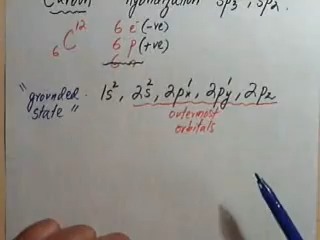 Carbon hybridization Sp3, Sp2.
₆C¹² 6 e⁻ (-ve)
6 p (+ve)
6 n
"grounded state" 1s², 2s², 2px¹, 2py¹, 2pz
outermost
orbitals